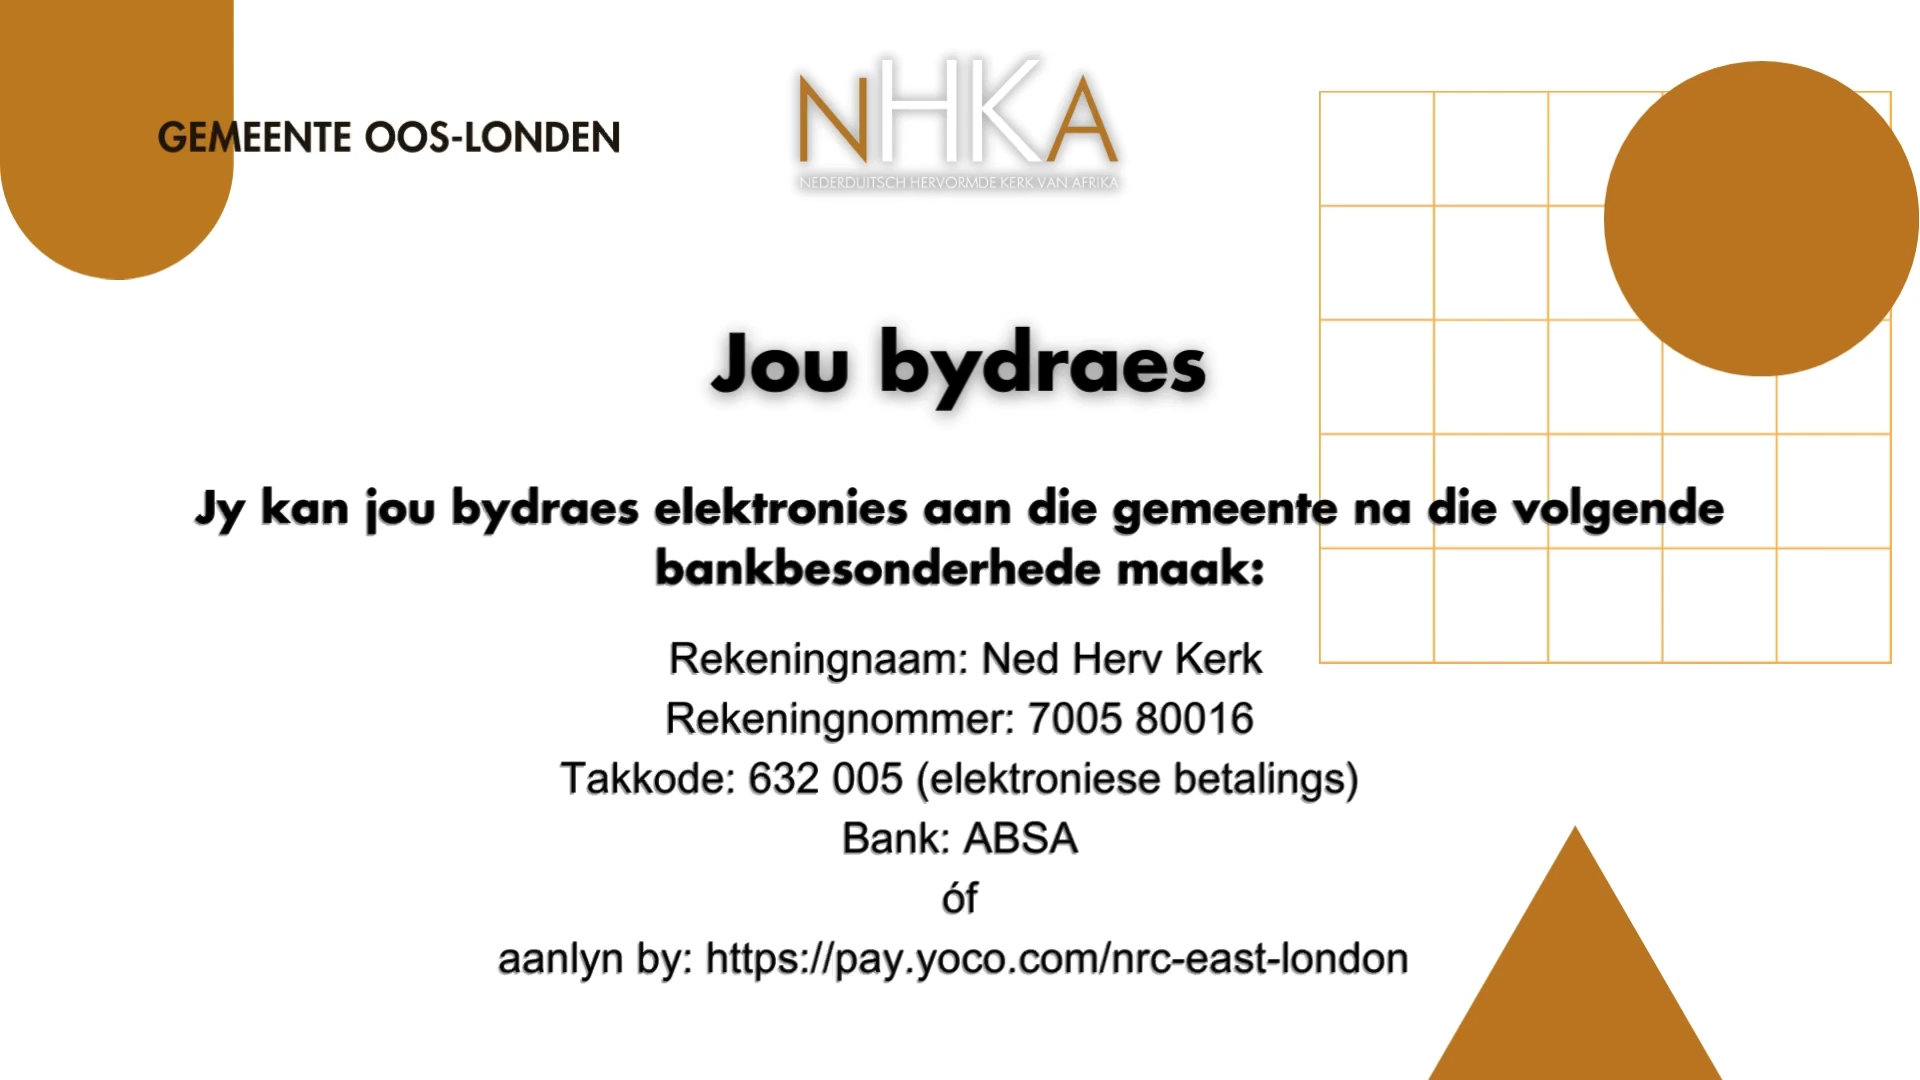 GEMEENTE OOS-LONDEN
NHKA
NEDERDUITSCH HERVORMDE KERK VAN AFRIKA
Jou bydraes
Jy kan jou bydraes elektronies aan die gemeente na die volgende
bankbesonderhede maak:
Rekeningnaam: Ned Herv Kerk
Rekeningnommer: 7005 80016
Takkode: 632 005 (elektroniese betalings)
Bank: ABSA
óf
aanlyn by: https://pay.yoco.com/nrc-east-london